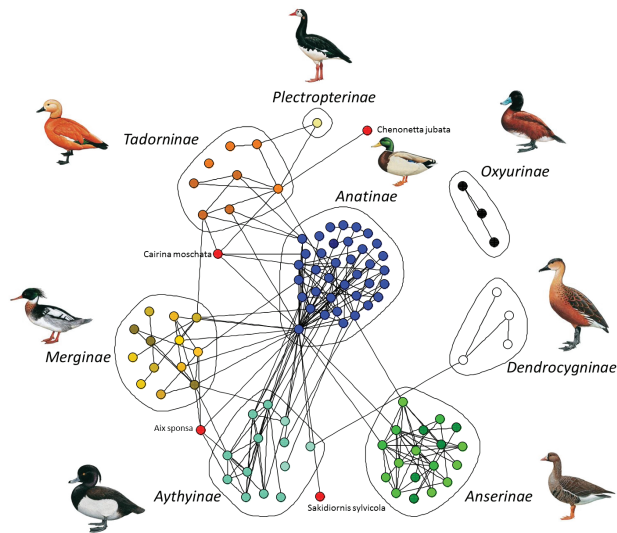 Plectropterinae
Chenonetta jubata
Tadorninae
Oxyurinae
Anatinae
Cairina moschata
Merginae
Dendrocygninae
Aix sponsa
Aythyinae
Sakidiornis sylvicola
Anserinae